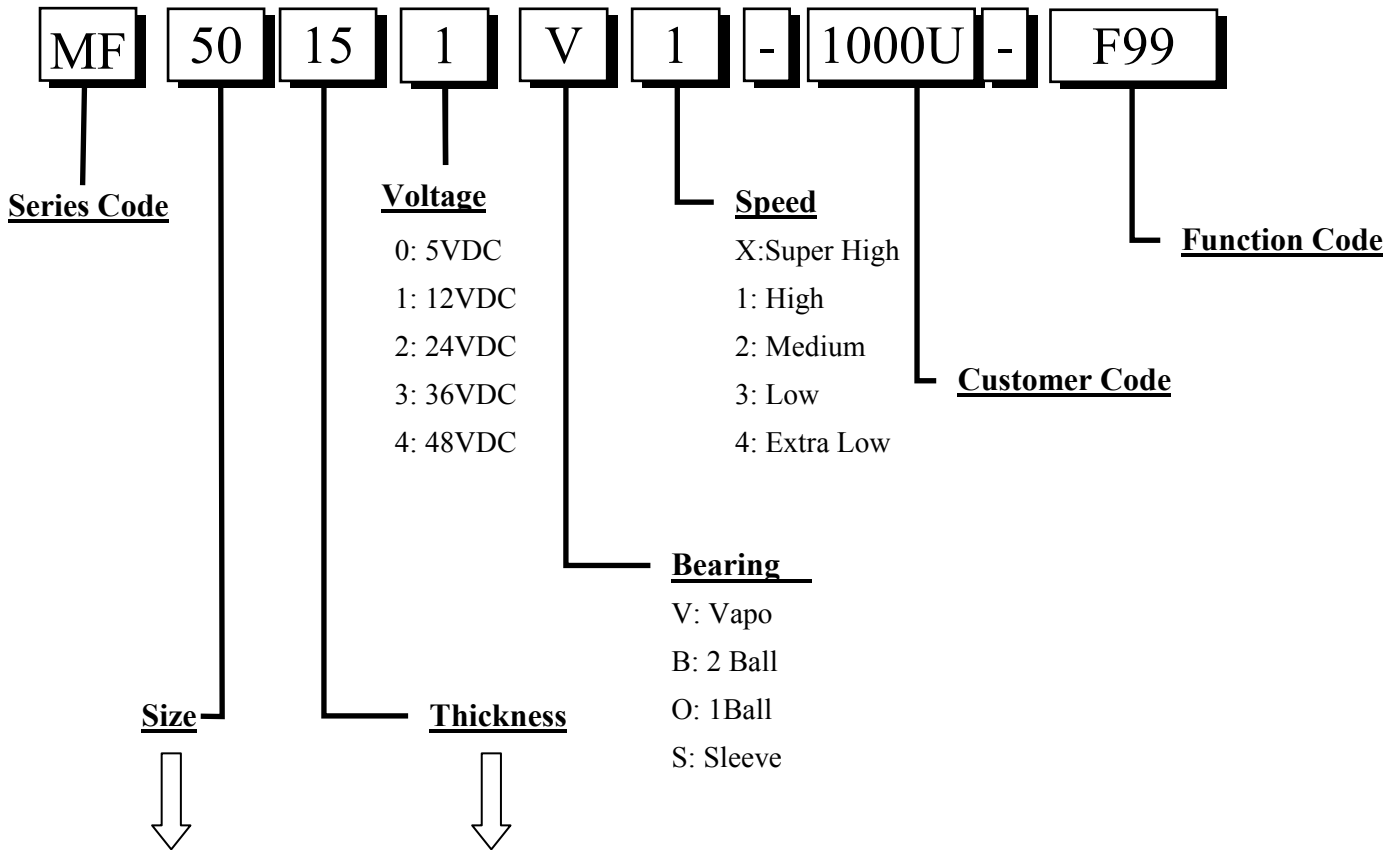 MF 50 15 1 V 1 - 1000U - F99
Series Code
Voltage
0: 5VDC
1: 12VDC
2: 24VDC
3: 36VDC
4: 48VDC
Speed
X:Super High
1: High
2: Medium
3: Low
4: Extra Low
Function Code
Customer Code
Bearing
V: Vapo
B: 2 Ball
O: 1Ball
S: Sleeve
Size
Thickness